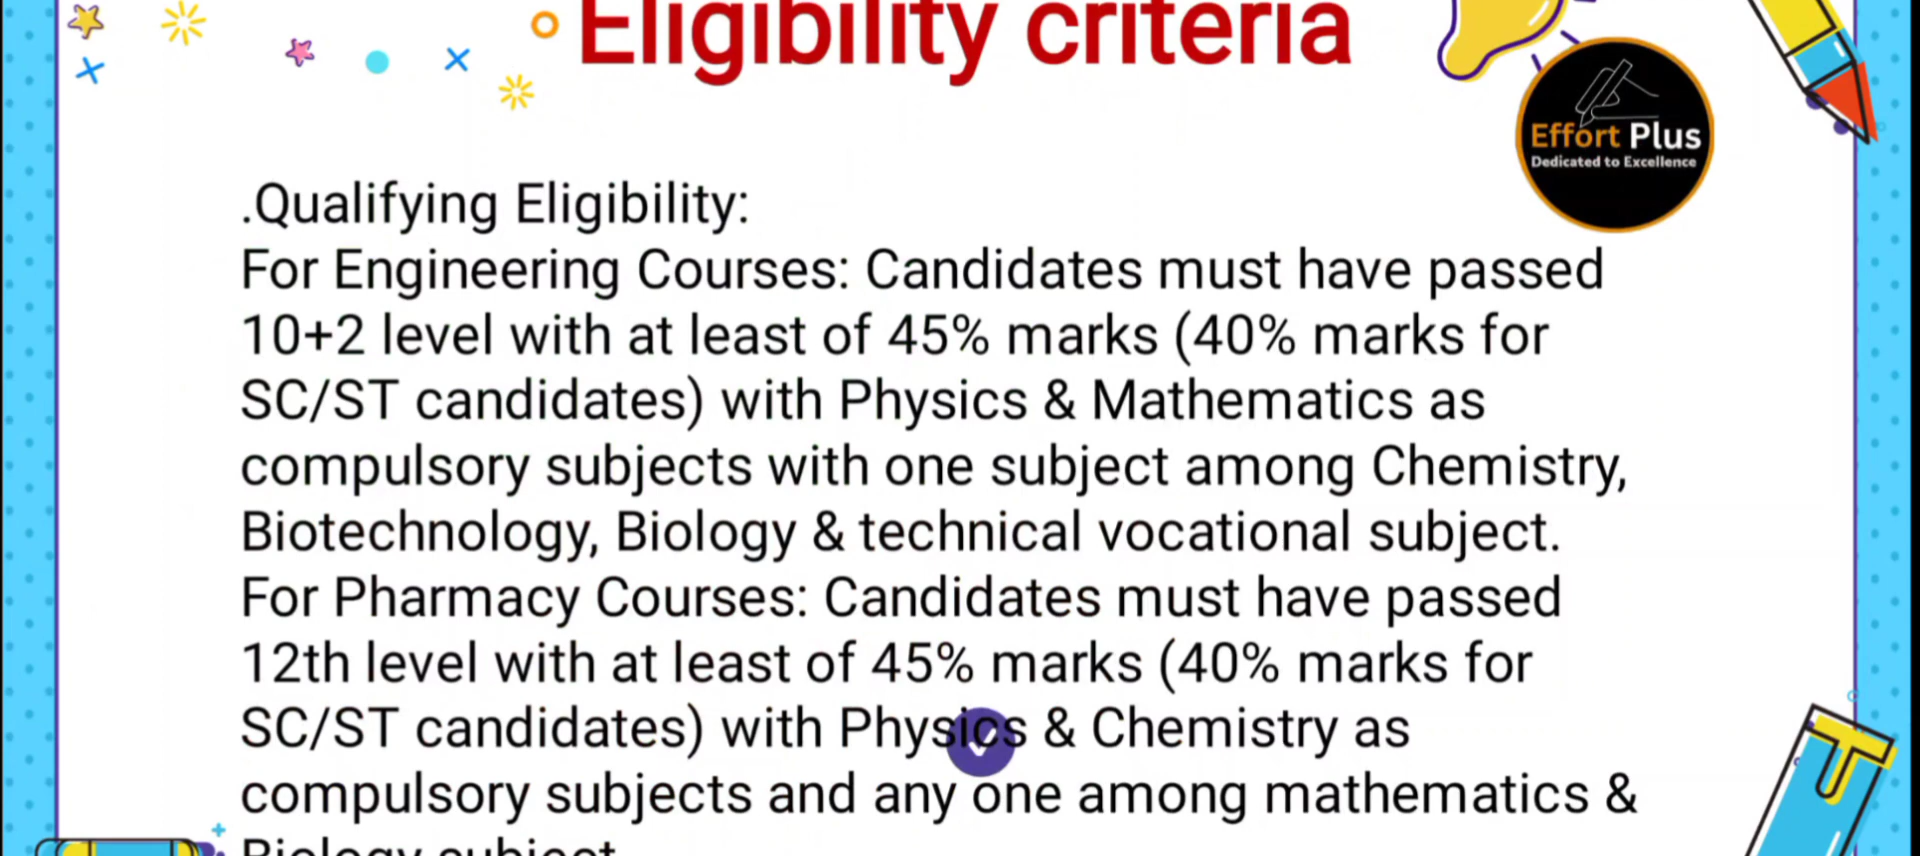 Eligibility criteria
Effort Plus
Dedicated to Excellence
.Qualifying Eligibility:
For Engineering Courses: Candidates must have passed
10+2 level with at least of 45% marks (40% marks for
SC/ST candidates) with Physics & Mathematics as
compulsory subjects with one subject among Chemistry,
Biotechnology, Biology & technical vocational subject.
For Pharmacy Courses: Candidates must have passed
12th level with at least of 45% marks (40% marks for
SC/ST candidates) with Physics & Chemistry as
compulsory subjects and any one among mathematics &
Biology subject